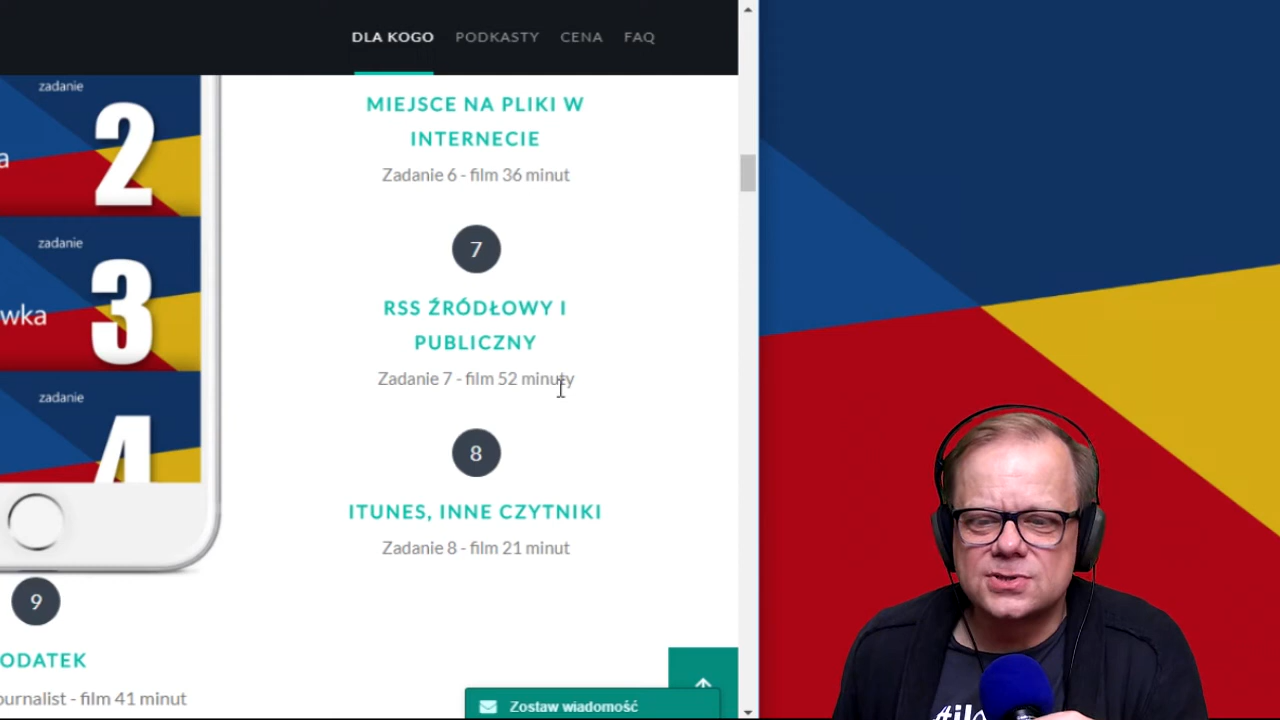 DLA KOGO PODKASTY CENA FAQ
zadanie
2
a
zadanie
3
wka
zadanie
4
MIEJSCE NA PLIKI W
INTERNECIE
Zadanie 6 - film 36 minut
7
RSS ŹRÓDŁOWY I
PUBLICZNY
Zadanie 7 - film 52 minuty
8
ITUNES, INNE CZYTNIKI
Zadanie 8 - film 21 minut
9
ODATEK
ournalist - film 41 minut
Zostaw wiadomość